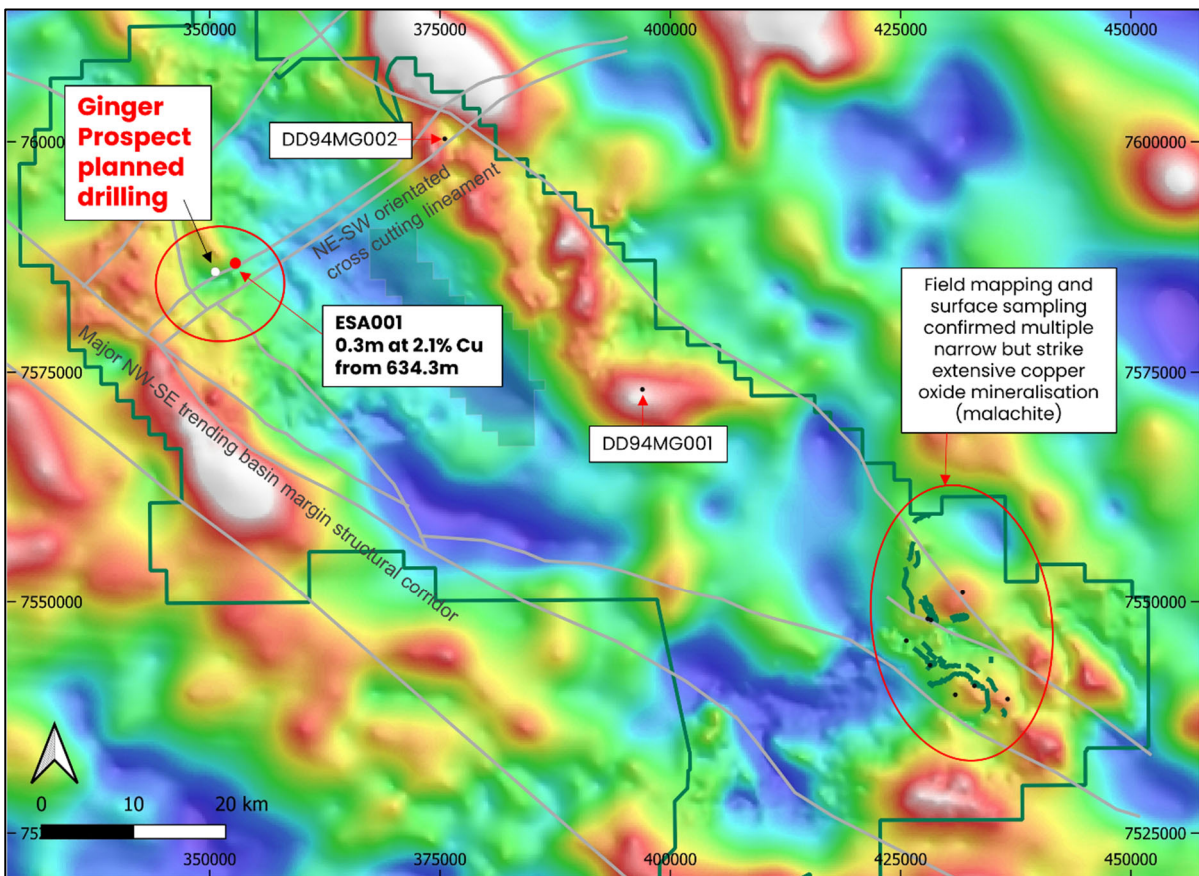 350000
375000
400000
425000
450000
Ginger
Prospect
planned
drilling
DD94MG002
76000
7600000
NE-SW orientated
cross cutting lineament
ESA001
0.3m at 2.1% Cu
from 634.3m
Field mapping and
surface sampling
confirmed multiple
narrow but strike
extensive copper
oxide mineralisation
(malachite)
Major NW-SE trending basin margin structural corridor
7575000
7575000
DD94MG001
7550000
7550000
0
10
20 km
75
7525000
350000
375000
400000
425000
450000